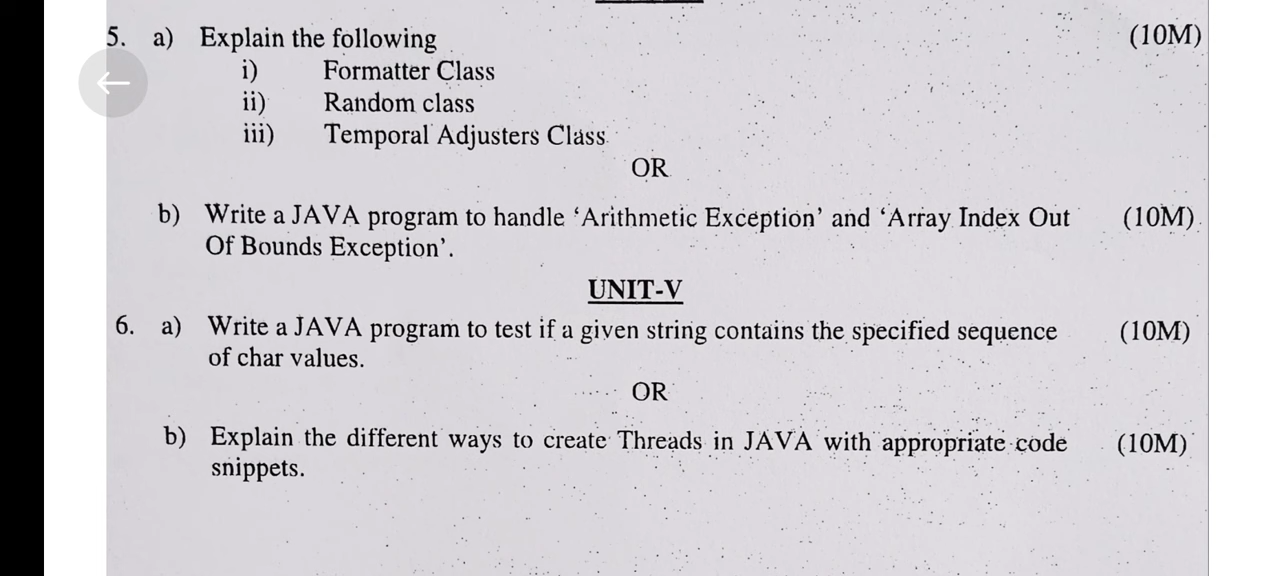 5. a) Explain the following (10M)
i) Formatter Class
ii) Random class
iii) Temporal Adjusters Class
OR
b) Write a JAVA program to handle ‘Arithmetic Exception’ and ‘Array Index Out (10M)
Of Bounds Exception’.
UNIT-V
6. a) Write a JAVA program to test if a given string contains the specified sequence (10M)
of char values.
OR
b) Explain the different ways to create Threads in JAVA with appropriate code (10M)
snippets.